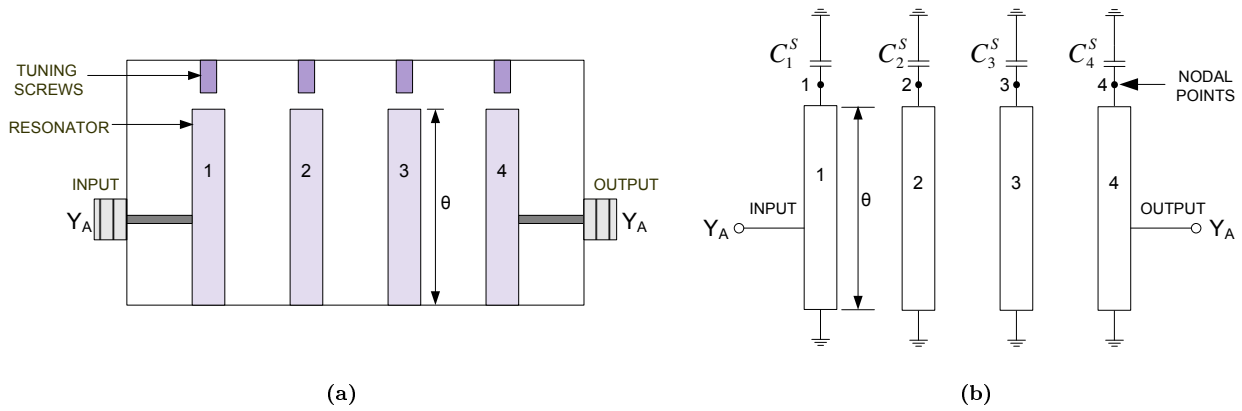 TUNING
SCREWS
RESONATOR
INPUT
Y_A
1
2
3
4
θ
OUTPUT
Y_A
(a)
C_1^S
C_2^S
C_3^S
C_4^S
1
2
3
4
NODAL
POINTS
1
2
3
4
θ
INPUT
Y_A
OUTPUT
Y_A
(b)